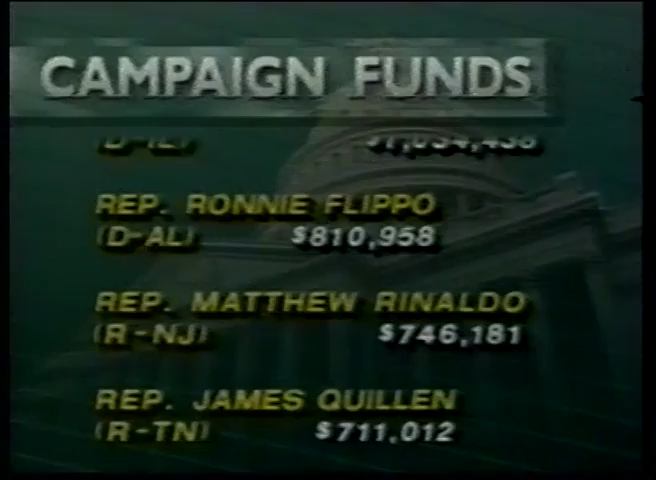 CAMPAIGN FUNDS
REP. RONNIE FLIPPO
(D-AL) $810,958
REP. MATTHEW RINALDO
(R-NJ) $746,181
REP. JAMES QUILLEN
(R-TN) $711,012